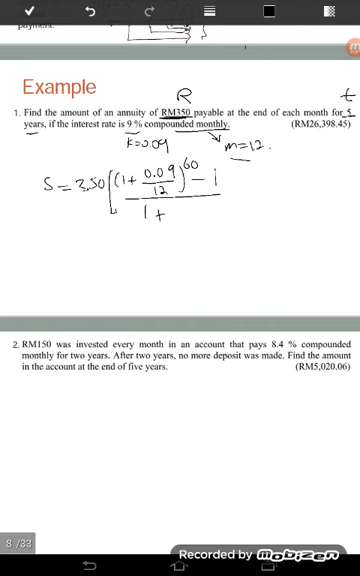 payment.
Example
R
t
1. Find the amount of an annuity of RM350 payable at the end of each month for 5
years, if the interest rate is 9 % compounded monthly. (RM26,398.45)
k=0.09
m=12.
S = 350 [ (1 + 0.09/12)^60 - 1
1 +
2. RM150 was invested every month in an account that pays 8.4 % compounded
monthly for two years. After two years, no more deposit was made. Find the amount
in the account at the end of five years. (RM5,020.06)
8 /33
Recorded by Mobizen